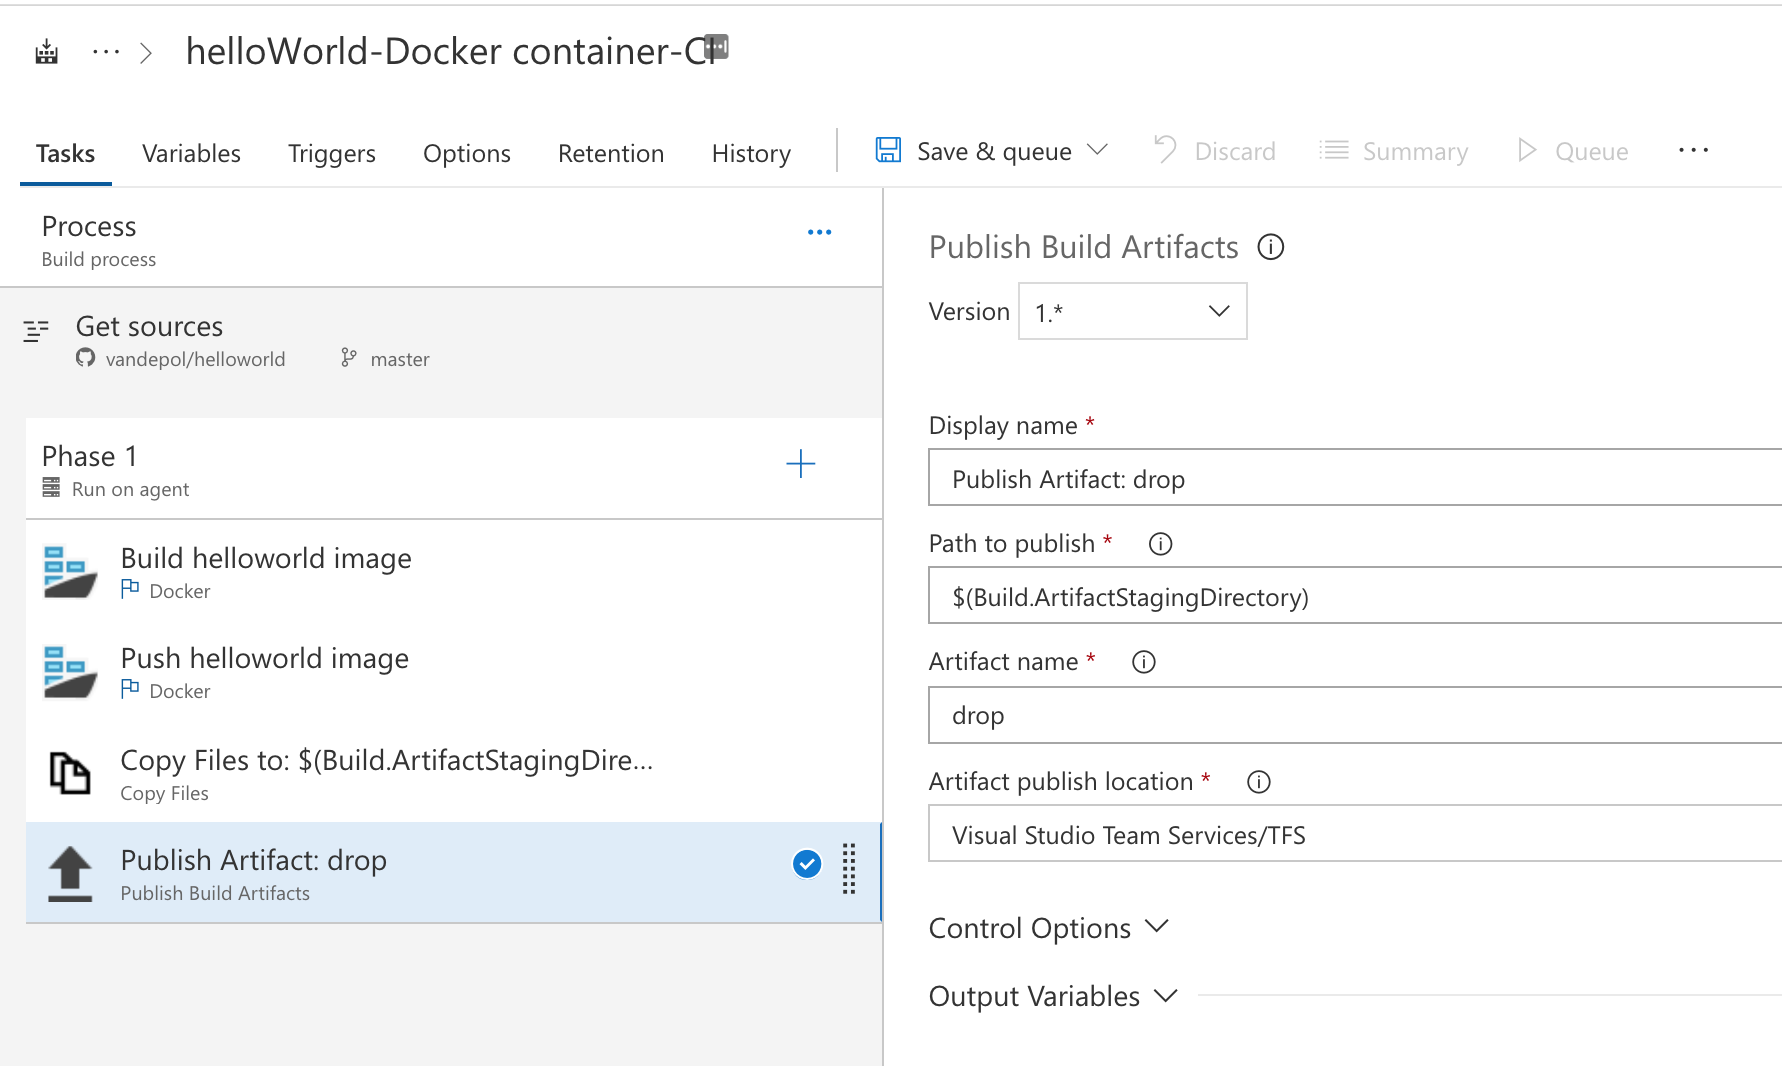 helloWorld-Docker container-CI
Tasks Variables Triggers Options Retention History Save & queue Discard Summary Queue
Process
Build process
Get sources
vandepol/helloworld master
Phase 1
Run on agent
Build helloworld image
Docker
Push helloworld image
Docker
Copy Files to: $(Build.ArtifactStagingDire...
Copy Files
Publish Artifact: drop
Publish Build Artifacts
Publish Build Artifacts
Version 1.*
Display name *
Publish Artifact: drop
Path to publish *
$(Build.ArtifactStagingDirectory)
Artifact name *
drop
Artifact publish location *
Visual Studio Team Services/TFS
Control Options
Output Variables